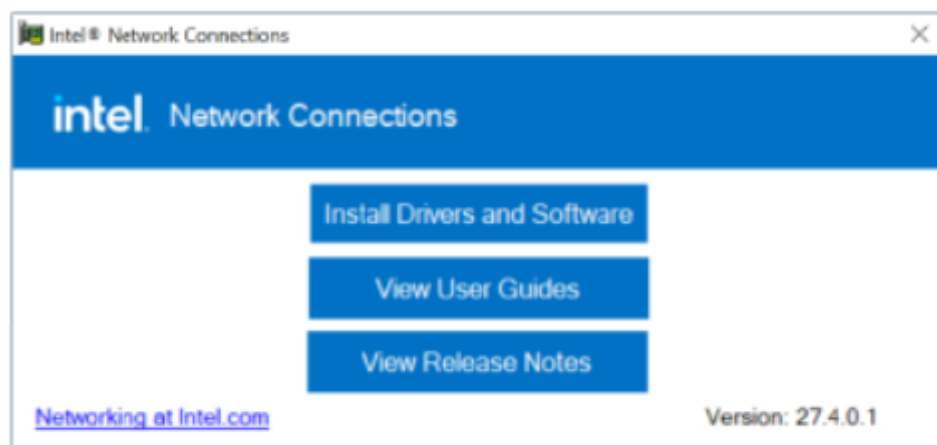 Intel® Network Connections
intel. Network Connections
Install Drivers and Software
View User Guides
View Release Notes
Networking at Intel.com
Version: 27.4.0.1